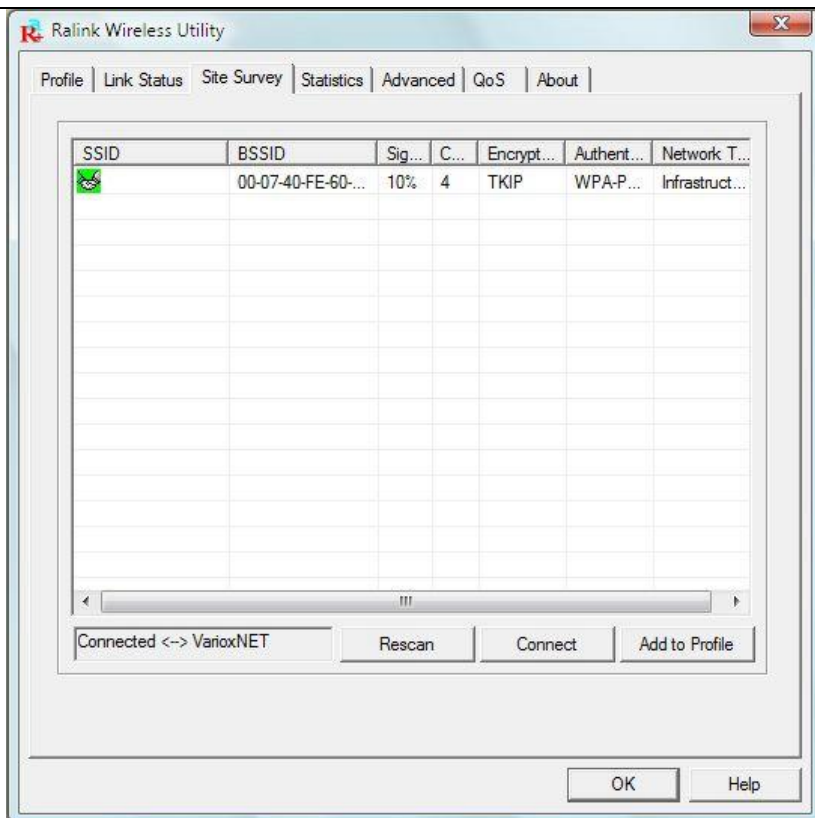 Ralink Wireless Utility
Profile Link Status Site Survey Statistics Advanced QoS About
SSID BSSID Sig... C... Encrypt... Authent... Network T...
00-07-40-FE-60-... 10% 4 TKIP WPA-P... Infrastruct...
Connected <--> VarioxNET Rescan Connect Add to Profile
OK Help